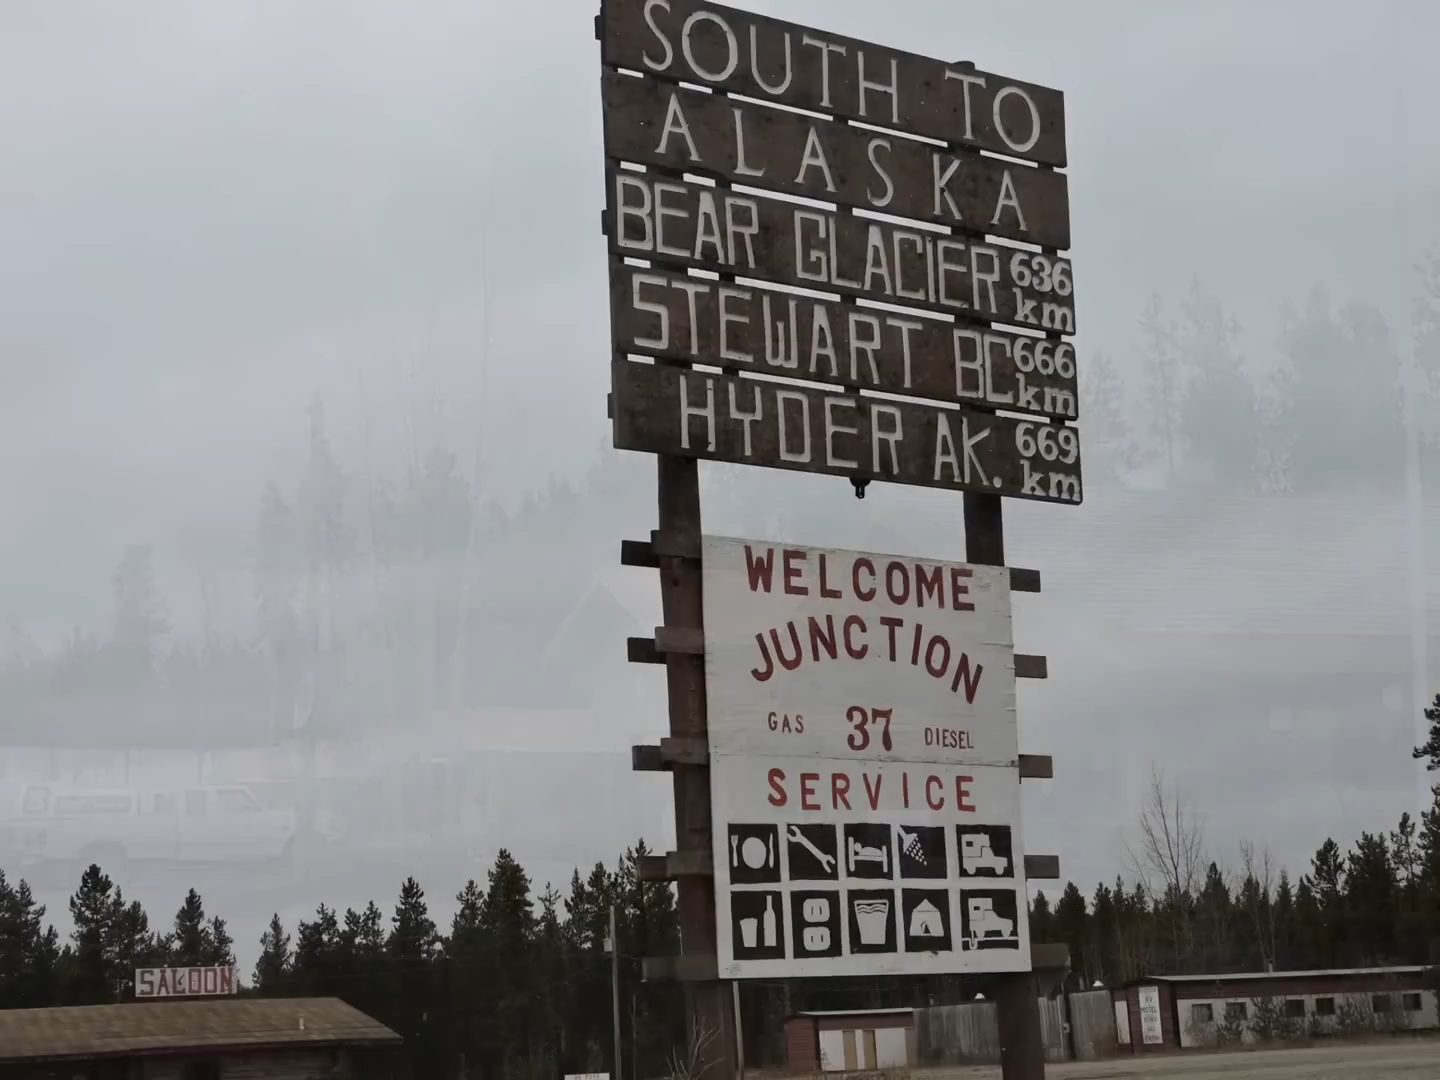 SOUTH TO
ALASKA
BEAR GLACIER 636 km
STEWART BC 666 km
HYDER AK. 669 km
WELCOME
JUNCTION
GAS 37 DIESEL
SERVICE
SALOON
MOTEL